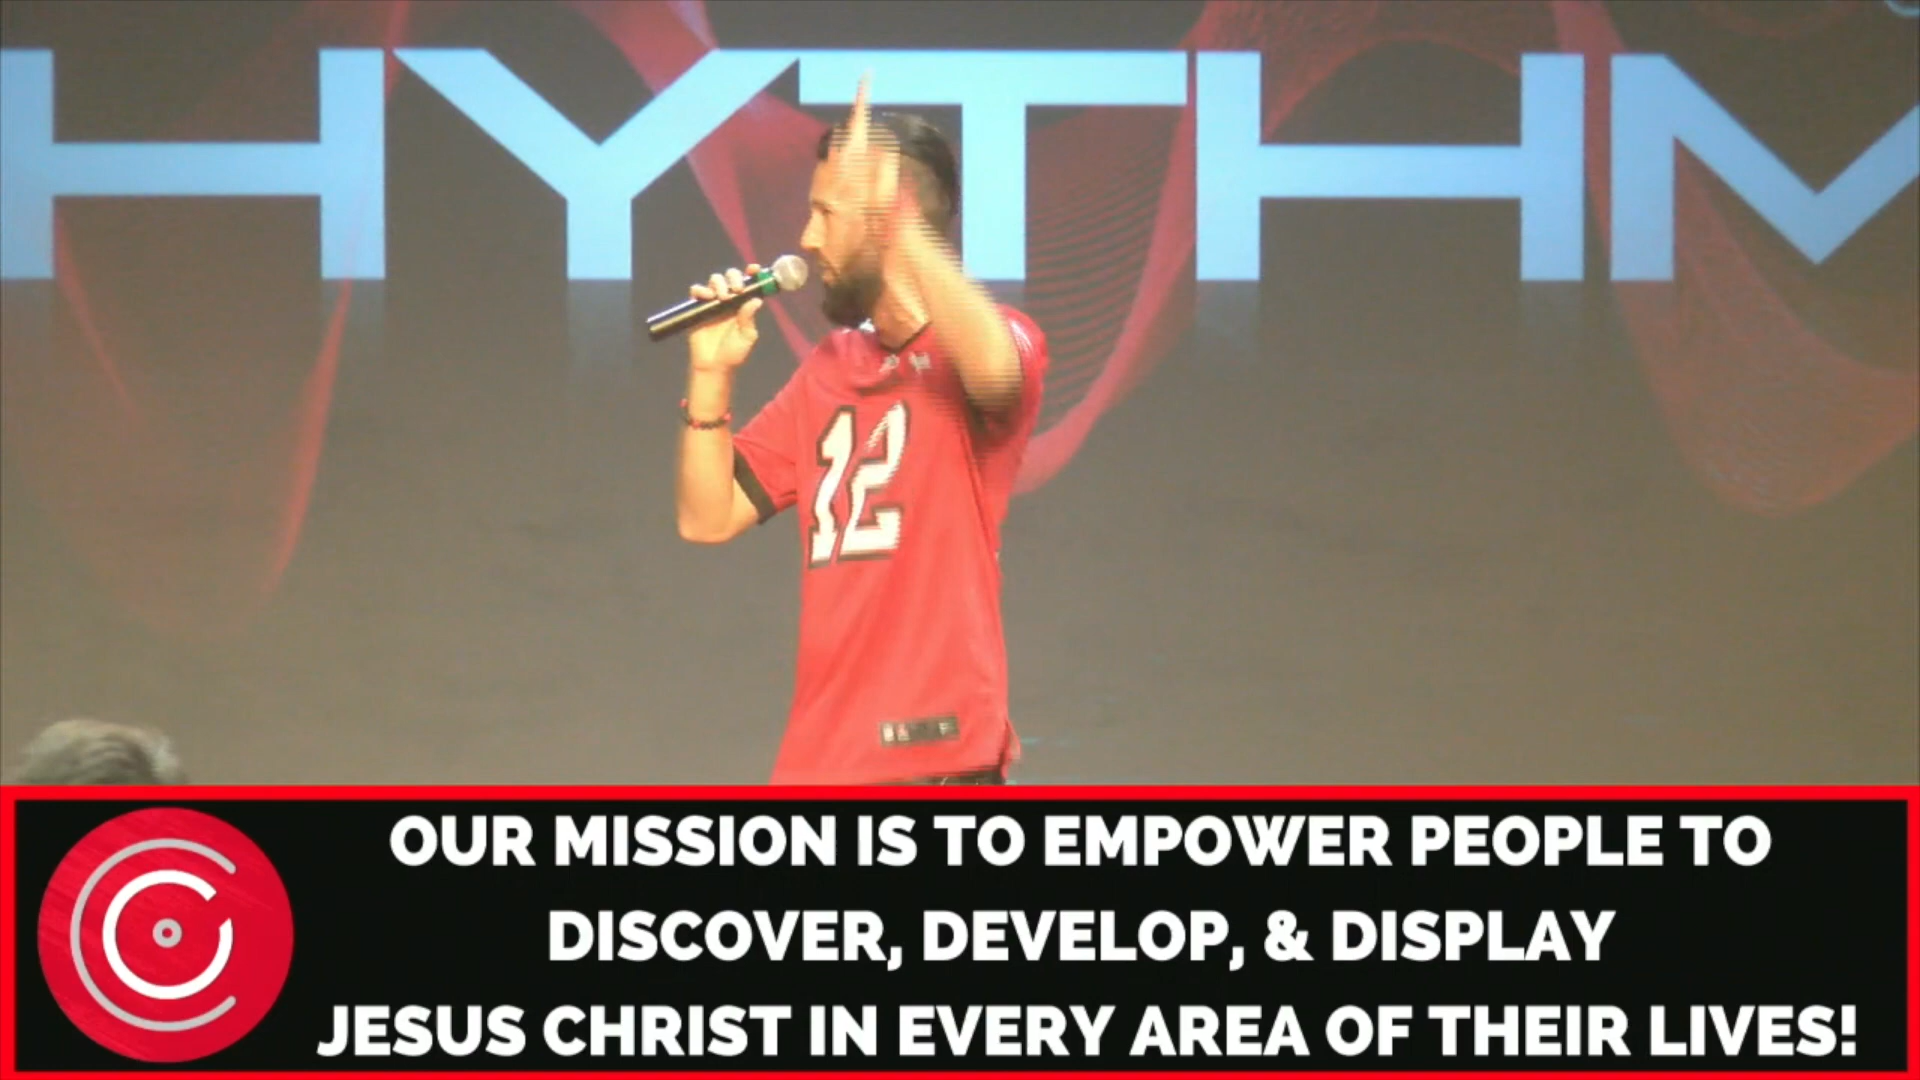 HYTHM
12
OUR MISSION IS TO EMPOWER PEOPLE TO
DISCOVER, DEVELOP, & DISPLAY
JESUS CHRIST IN EVERY AREA OF THEIR LIVES!